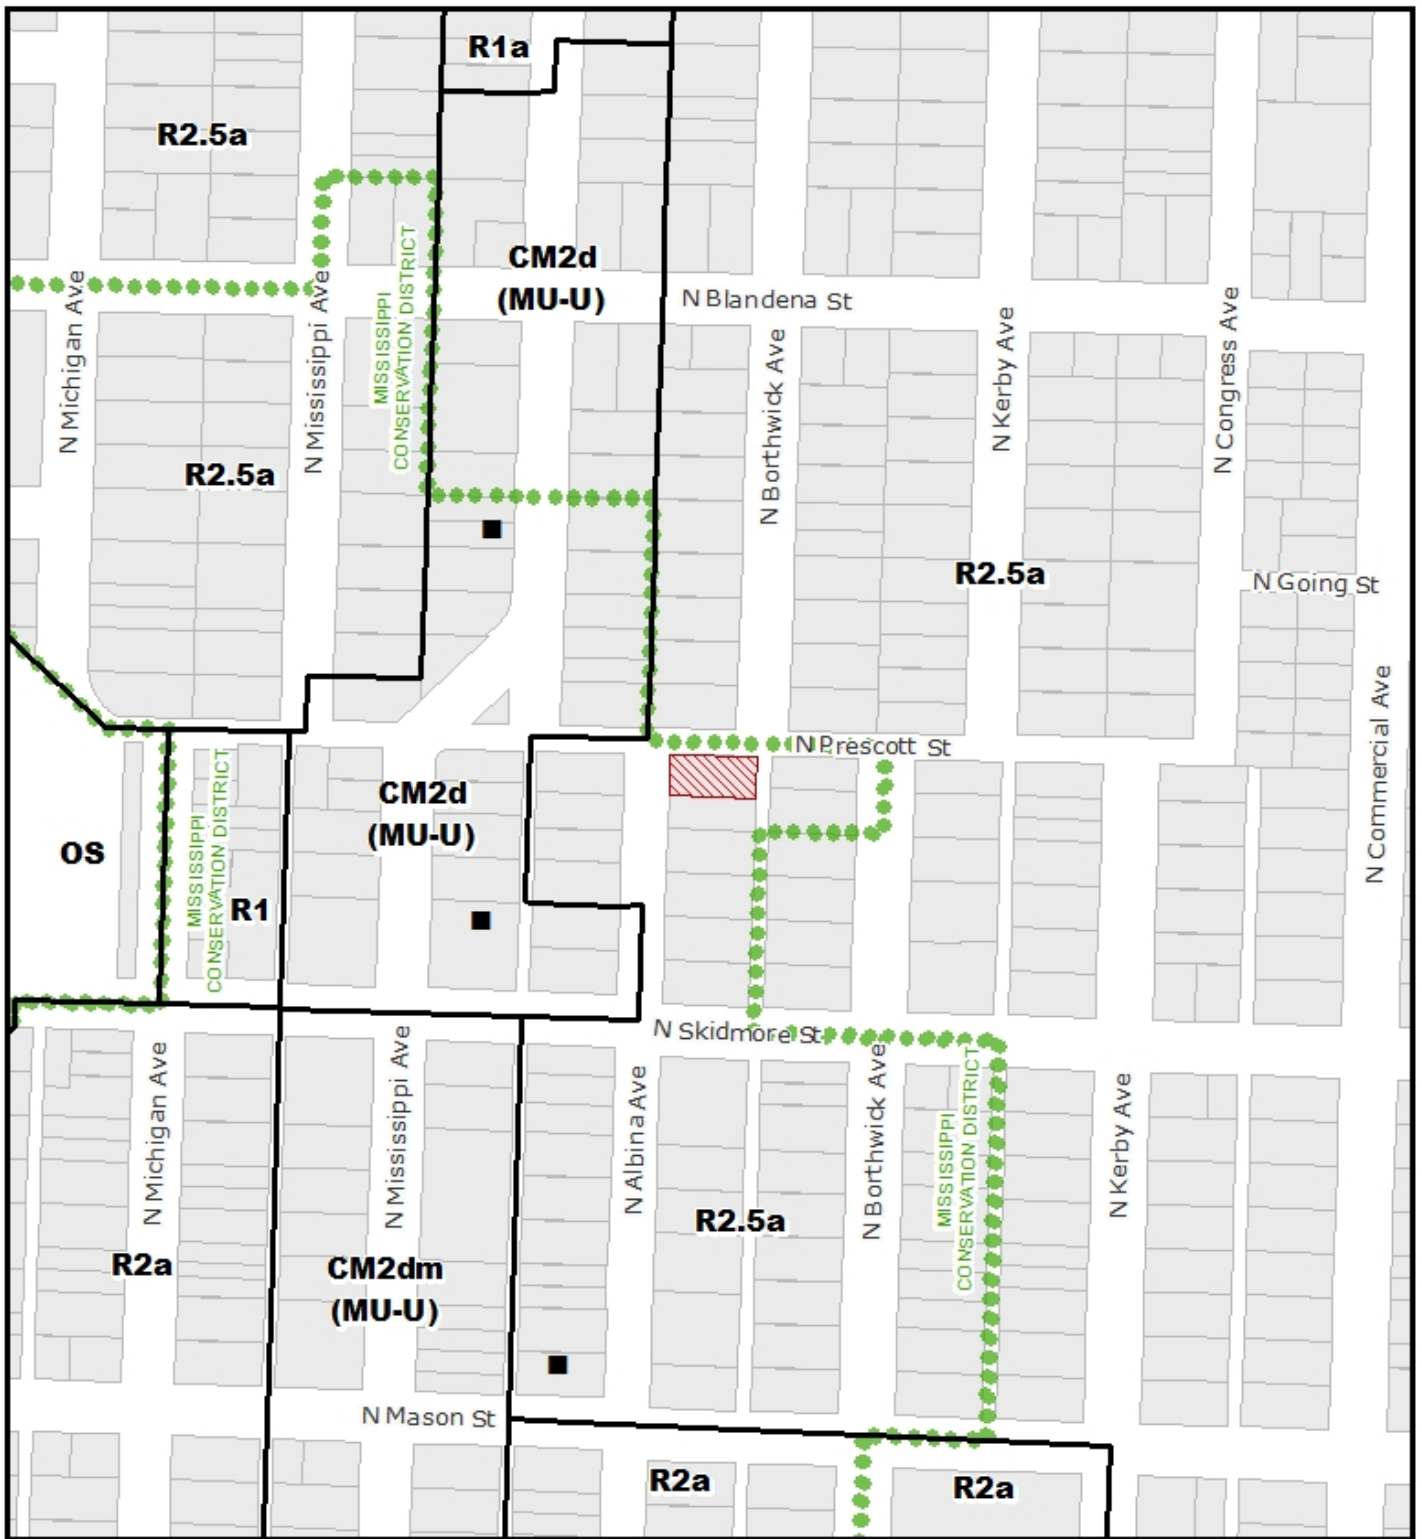 R1a
R2.5a
CM2d
(MU-U)
MISSISSIPPI
CONSERVATION DISTRICT
N Blandena St
N Michigan Ave
N Mississippi Ave
N Borthwick Ave
N Kerby Ave
N Congress Ave
R2.5a
R2.5a
N Going St
N Prescott St
N Commercial Ave
CM2d
(MU-U)
OS
MISSISSIPPI
CONSERVATION DISTRICT
R1
N Skidmore St
N Michigan Ave
N Mississippi Ave
N Albina Ave
N Borthwick Ave
MISSISSIPPI
CONSERVATION DISTRICT
N Kerby Ave
R2.5a
R2a
CM2dm
(MU-U)
N Mason St
R2a
R2a